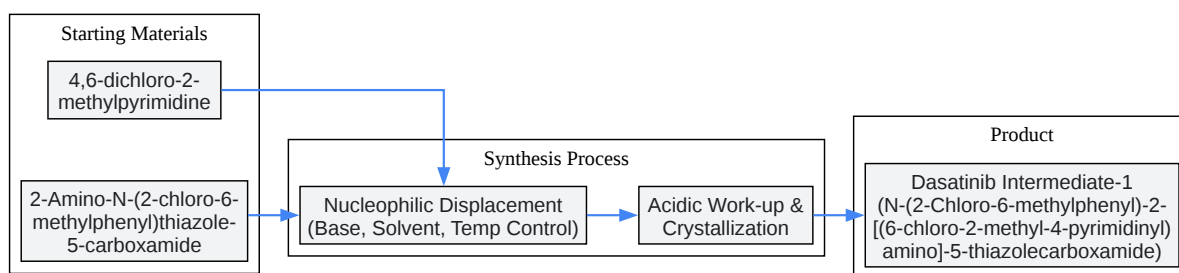 Starting Materials
4,6-dichloro-2-
methylpyrimidine
2-Amino-N-(2-chloro-6-
methylphenyl)thiazole-
5-carboxamide
Synthesis Process
Nucleophilic Displacement
(Base, Solvent, Temp Control)
Acidic Work-up &
Crystallization
Product
Dasatinib Intermediate-1
(N-(2-Chloro-6-methylphenyl)-2-
[(6-chloro-2-methyl-4-pyrimidinyl)
amino]-5-thiazolecarboxamide)